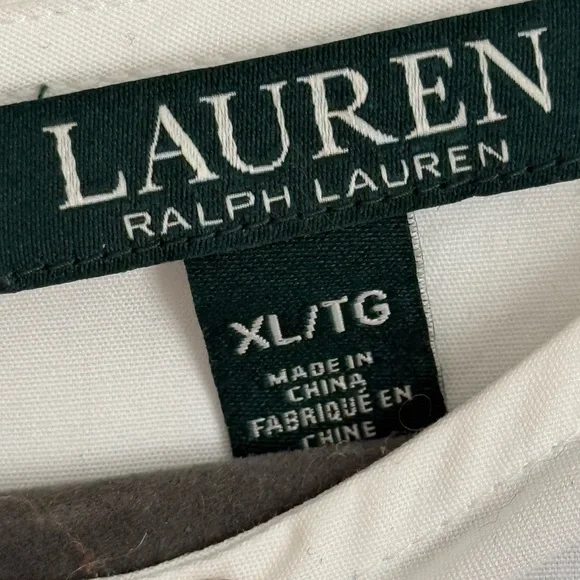 LAUREN
RALPH LAUREN
XL/TG
MADE IN
CHINA
FABRIQUÉ EN
CHINE